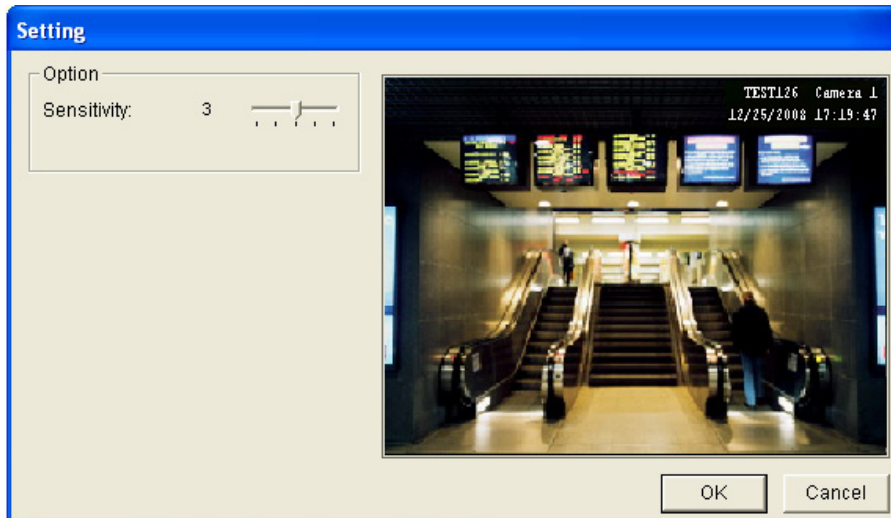 Setting
Option
Sensitivity: 3
TEST126 Camera 1
12/25/2008 17:19:47
OK
Cancel